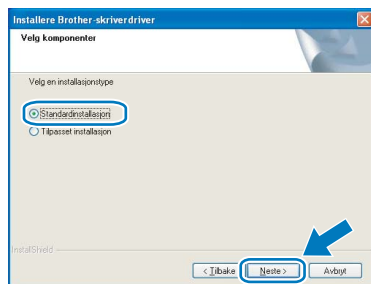 Installere Brother-skriverdriver
Velg komponenter
Velg en installasjonstype
Standardinstallasjon
Tilpasset installasjon
InstallShield
< Tilbake
Neste >
Avbryt